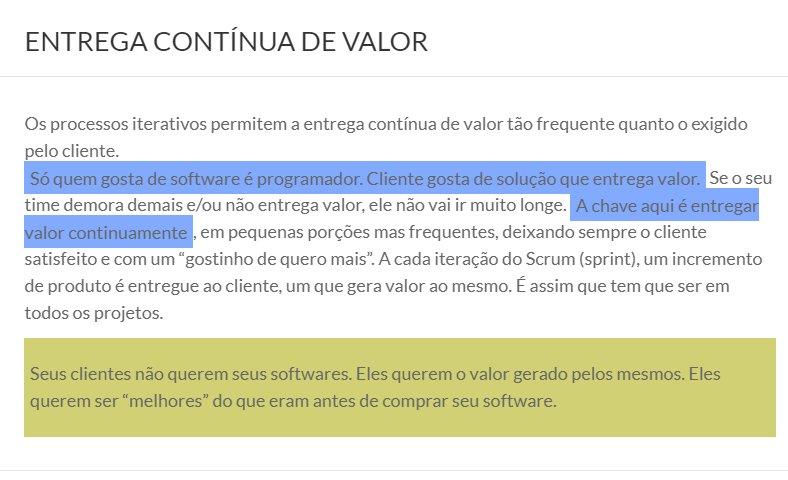 ENTREGA CONTÍNUA DE VALOR
Os processos iterativos permitem a entrega contínua de valor tão frequente quanto o exigido
pelo cliente.
Só quem gosta de software é programador. Cliente gosta de solução que entrega valor. Se o seu
time demora demais e/ou não entrega valor, ele não vai ir muito longe. A chave aqui é entregar
valor continuamente , em pequenas porções mas frequentes, deixando sempre o cliente
satisfeito e com um “gostinho de quero mais”. A cada iteração do Scrum (sprint), um incremento
de produto é entregue ao cliente, um que gera valor ao mesmo. É assim que tem que ser em
todos os projetos.
Seus clientes não querem seus softwares. Eles querem o valor gerado pelos mesmos. Eles
querem ser “melhores” do que eram antes de comprar seu software.